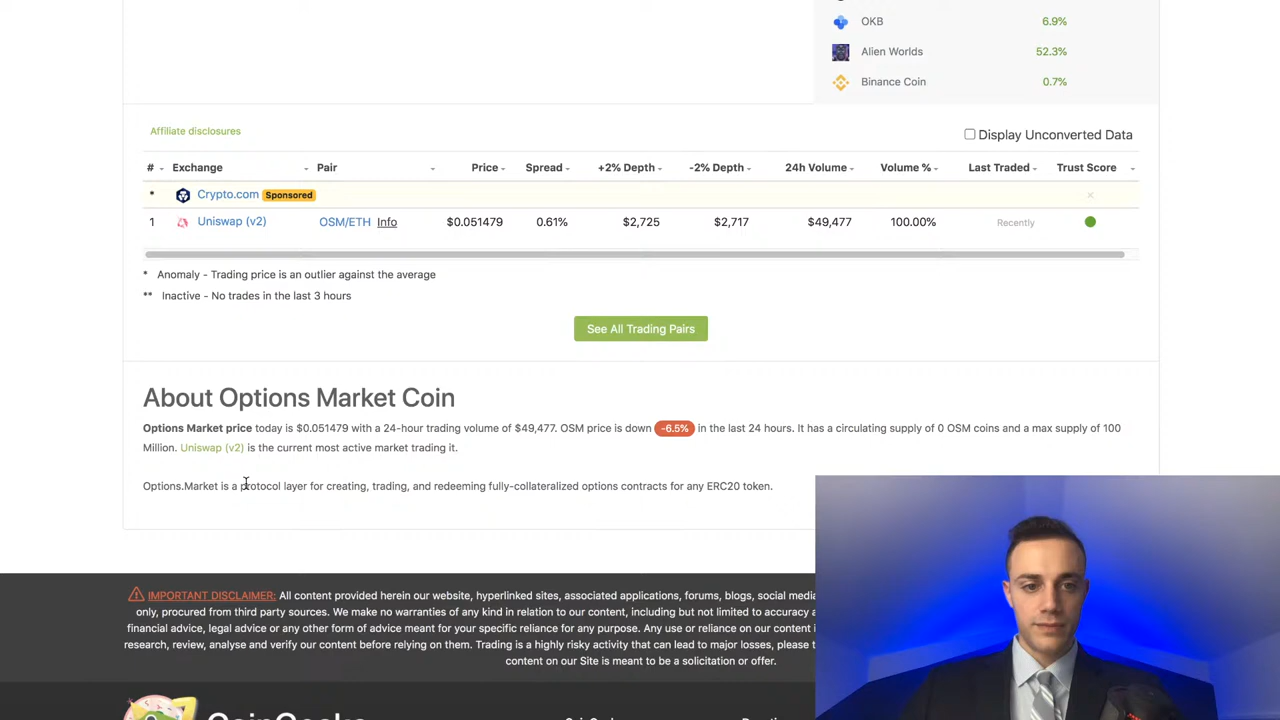 OKB 6.9%
Alien Worlds 52.3%
Binance Coin 0.7%
Affiliate disclosures
Display Unconverted Data
# Exchange Pair Price Spread +2% Depth -2% Depth 24h Volume Volume % Last Traded Trust Score
* Crypto.com Sponsored
1 Uniswap (v2) OSM/ETH Info $0.051479 0.61% $2,725 $2,717 $49,477 100.00% Recently
* Anomaly - Trading price is an outlier against the average
** Inactive - No trades in the last 3 hours
See All Trading Pairs
About Options Market Coin
Options Market price today is $0.051479 with a 24-hour trading volume of $49,477. OSM price is down -6.5% in the last 24 hours. It has a circulating supply of 0 OSM coins and a max supply of 100
Million. Uniswap (v2) is the current most active market trading it.
Options.Market is a protocol layer for creating, trading, and redeeming fully-collateralized options contracts for any ERC20 token.
IMPORTANT DISCLAIMER: All content provided herein our website, hyperlinked sites, associated applications, forums, blogs, social media
only, procured from third party sources. We make no warranties of any kind in relation to our content, including but not limited to accuracy
financial advice, legal advice or any other form of advice meant for your specific reliance for any purpose. Any use or reliance on our content
research, review, analyse and verify our content before relying on them. Trading is a highly risky activity that can lead to major losses, please
content on our Site is meant to be a solicitation or offer.